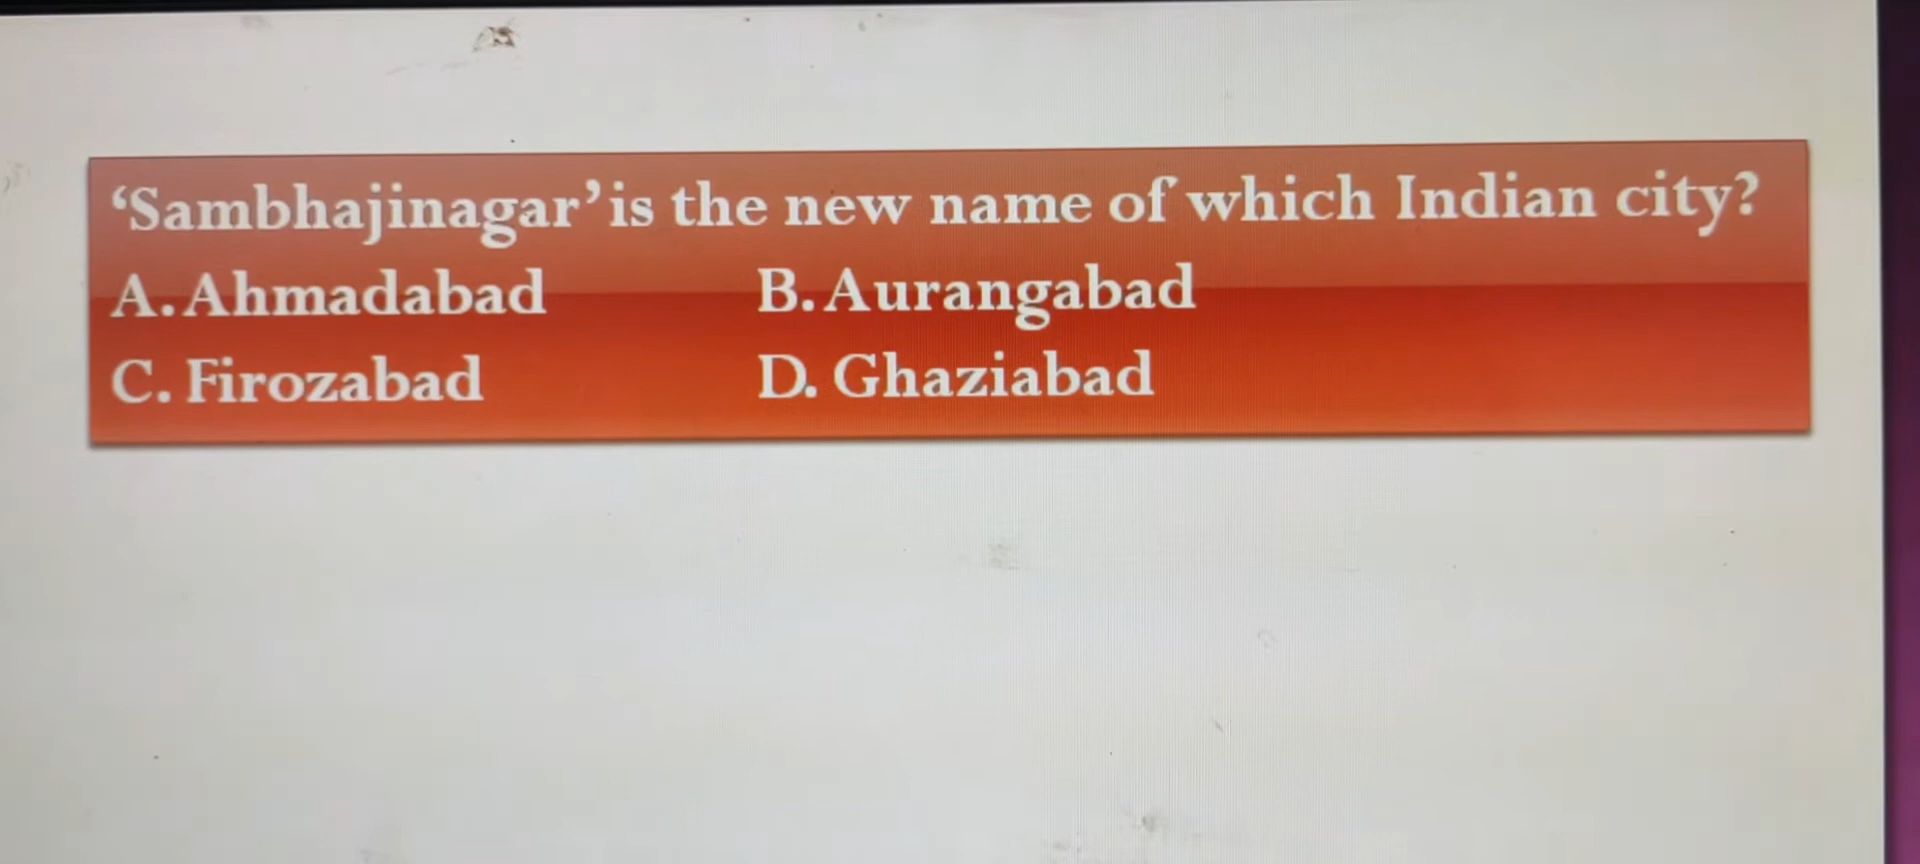 ‘Sambhajinagar’ is the new name of which Indian city?
A. Ahmadabad B. Aurangabad
C. Firozabad D. Ghaziabad